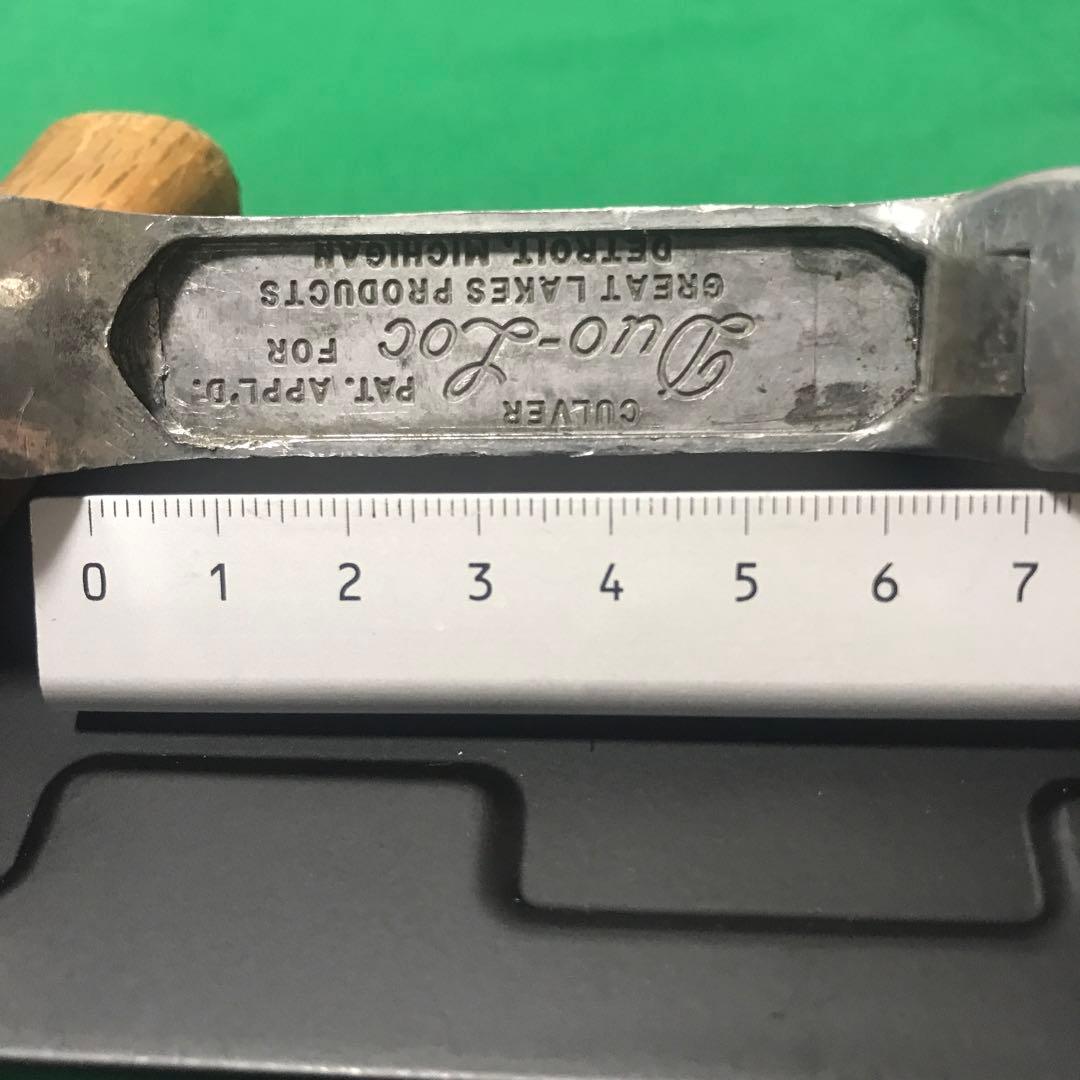 CULVER
Duo-Loc PAT. APPL'D. FOR
GREAT LAKES PRODUCTS
DETROIT, MICHIGAN
0 1 2 3 4 5 6 7